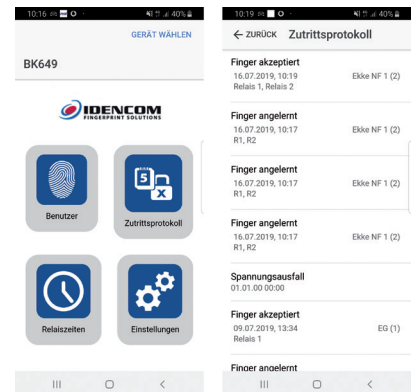 10:16
40%
GERÄT WÄHLEN
BK649
IDENCOM
FINGERPRINT SOLUTIONS
Benutzer
5
X
Zutrittsprotokoll
Relaiszeiten
Einstellungen
10:19
40%
ZURÜCK Zutrittsprotokoll
Finger akzeptiert
16.07.2019, 10:19 Ekke NF 1 (2)
Relais 1, Relais 2
Finger angelernt
16.07.2019, 10:17 Ekke NF 1 (2)
R1, R2
Finger angelernt
16.07.2019, 10:17 Ekke NF 1 (2)
R1, R2
Finger angelernt
16.07.2019, 10:17 Ekke NF 1 (2)
R1, R2
Spannungsausfall
01.01.00 00:00
Finger akzeptiert
09.07.2019, 13:34 EG (1)
Relais 1
Finger angelernt